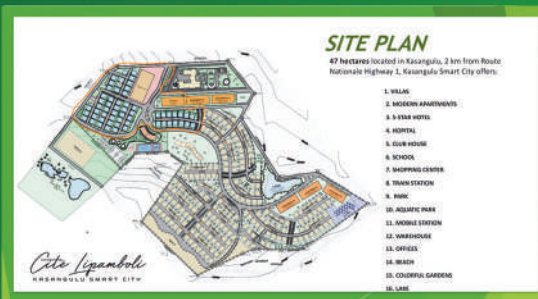 SITE PLAN
47 hectares located in Kasangulu, 2 km from Route
Nationale Highway 1, Kasangulu Smart City offers:
1. VILLAS
2. MODERN APARTMENTS
3. 5-STAR HOTEL
4. HOPITAL
5. CLUB HOUSE
6. SCHOOL
7. SHOPPING CENTER
8. TRAIN STATION
9. PARK
10. AQUATIC PARK
11. MOBILE STATION
12. WAREHOUSE
13. OFFICES
14. BEACH
15. COLORFUL GARDENS
16. LAKE
Cite Lipamboli
KASANGULU SMART CITY